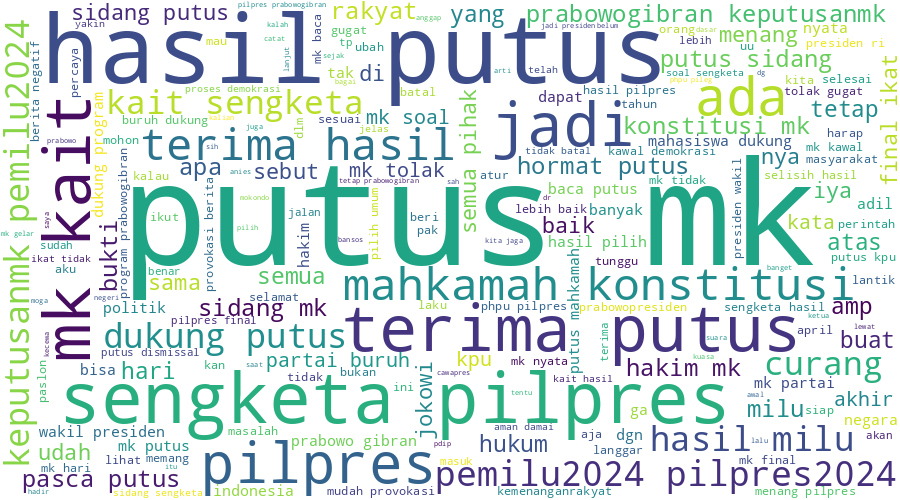 pilpres prabowogibran
kalah
anggap
sidang putus
rakyat
yang
prabowogibran keputusanmk
yakin
catat
gugat
jadi presiden
belum
orang
dasar
menang
nyata
mau
mk baca
tp
ubah
lebih
uu
presiden ri
hasil putus
berita negatif
percaya
lanjut
sejak
tak
di
arti
telah
putus sidang
soal sengketa
dg
kita
selesai
final ikat
proses demokrasi
bagai
batal
hasil pilpres
phpu pileg
tolak gugat
kait sengketa
dapat
tahun
ada
tetap
buruh dukung
salien
dlm
sesuai
mk soal
jadi
konstitusi mk
mohon
juga
jelas
tidak batal
kawal demokrasi
mahasiswa dukung
harap
prabowo
sih
terima hasil
semua pihak
hormat putus
nya
mk kawal
masyarakat
apa
sebut
mk tolak
kalau
anies
tetap prabowogibran
sah
atur
mk tidak
selisih hasil
keputusanmk pemilu2024
mk kait
dukung program
program prabowogibran
mokondo
dr
baca putus
iya
saya
ikut
pilih
provokasi berita
hakim
jalan
pilih umum
beri
lebih baik
banyak
adil
putus mk
bukti
pak
baik
presiden wakil
kata
perintah
mk gelar
sudah
bansos
kita jaga
hasil pilih
atas
ikat tidak
benar
tunggu
putus kpu
aku
sama
semua
banget
lantik
negeri
mahkamah konstitusi
moga
selamat
politik
sidang mk
laku
phpu pilpres
prabowopresiden
sengketa hasil
amp
pilpres final
terima putus
april
ketua
lewat
kecewa
dukung putus
putus mahkamah
suara
buat
putus dismissal
partai buruh
kpu
terima
kuasa
paslon
bisa
hari
kan
saat
bukan
mk nyata
hakim mk
curang
tidak
cawapres
kait hasil
mk partai
jokowi
ini
sengketa pilpres
tentu
ga
awal
milu
siap
akhir
wakil presiden
masalah
aman damai
negara
udah
mk putus
prabowo gibran
hukum
aja
dgn
hasil milu
akan
lihat
memang
pdip
langgar
lalu
mk hari
itu
pilpres
masuk
mk final
pasca putus
pemilu2024 pilpres2024
hadir
sidang sengketa
indonesia
mudah provokasi
kemenanganrakyat
menang pilpres